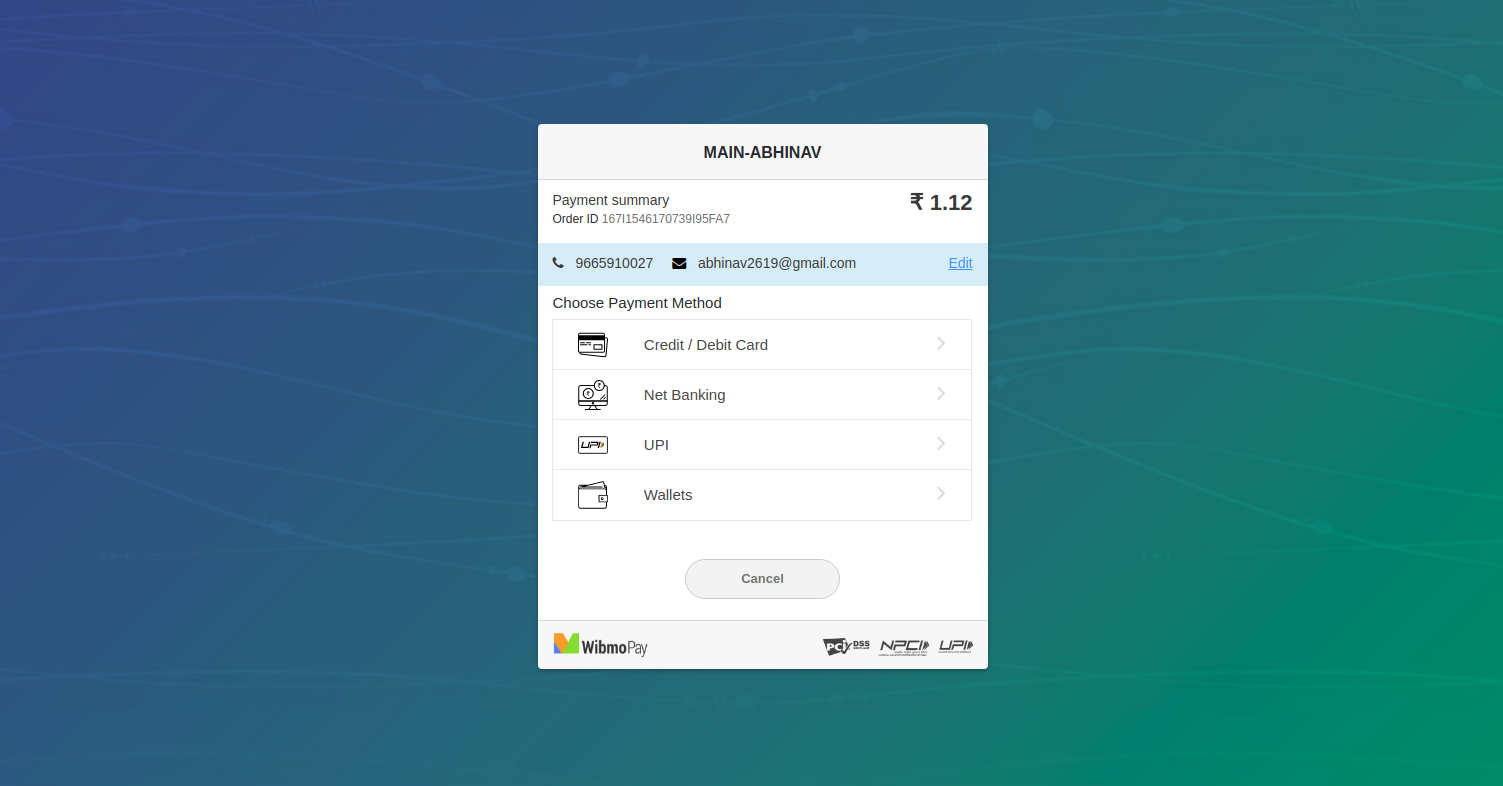 MAIN-ABHINAV
Payment summary
₹ 1.12
Order ID 167I1546170739I95FA7
9665910027 abhinav2619@gmail.com Edit
Choose Payment Method
Credit / Debit Card
Net Banking
UPI
UPI
Wallets
Cancel
WibmoPay
PCI DSS
NPCI
UPI